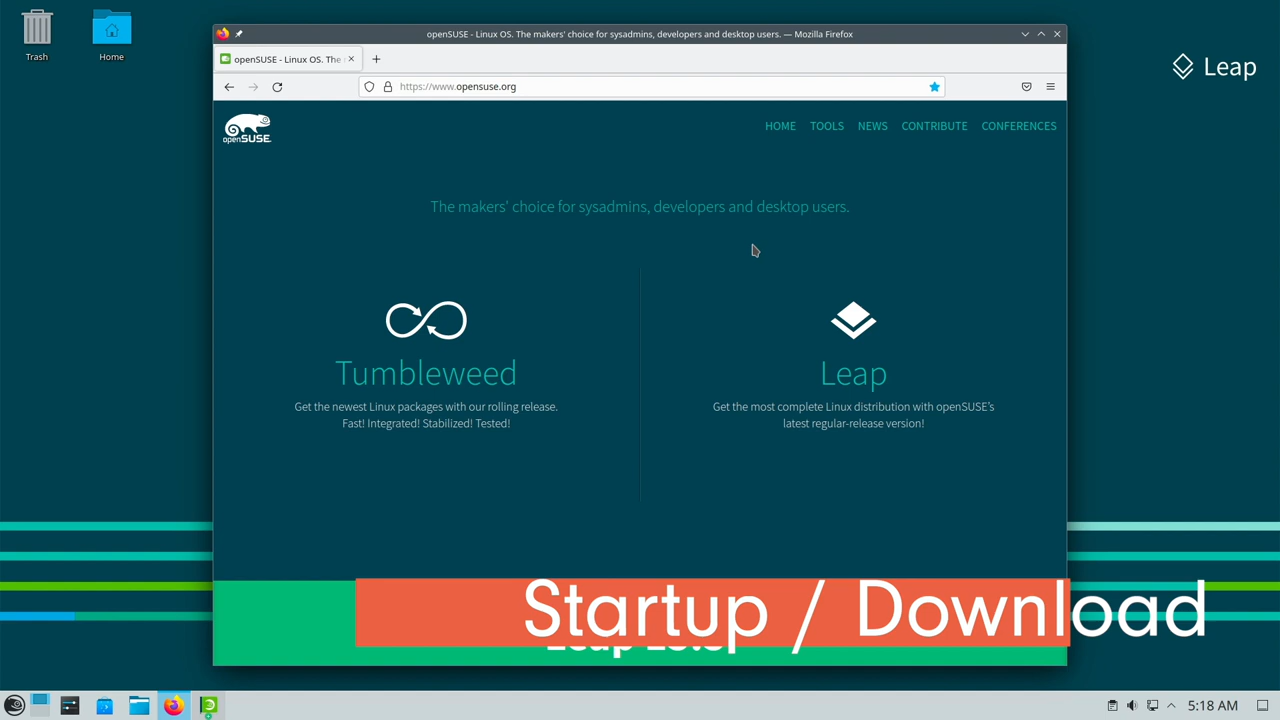 Trash
Home
openSUSE - Linux OS. The makers' choice for sysadmins, developers and desktop users. — Mozilla Firefox
openSUSE - Linux OS. The
https://www.opensuse.org
Leap
openSUSE
HOME TOOLS NEWS CONTRIBUTE CONFERENCES
The makers' choice for sysadmins, developers and desktop users.
Tumbleweed
Get the newest Linux packages with our rolling release.
Fast! Integrated! Stabilized! Tested!
Leap
Get the most complete Linux distribution with openSUSE's
latest regular-release version!
Startup / Download
5:18 AM